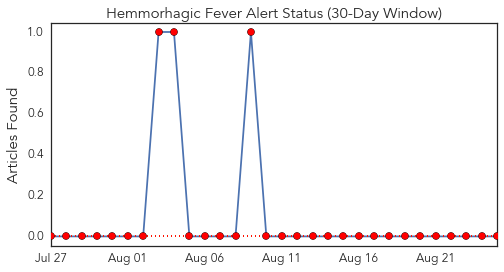 Hemmorhagic Fever Alert Status (30-Day Window)
Articles Found
1.0
0.8
0.6
0.4
0.2
0.0
Jul 27 Aug 01 Aug 06 Aug 11 Aug 16 Aug 21